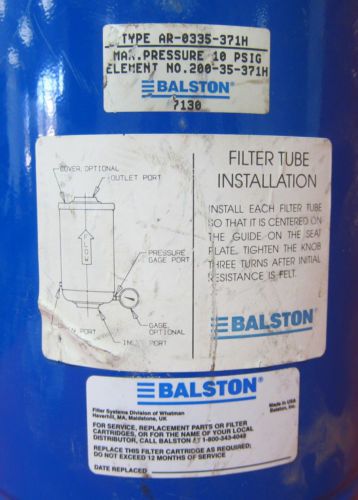 TYPE AR-0335-371H
MAX.PRESSURE 10 PSIG
ELEMENT NO.200-35-371H
BALSTON®
7130
COVER OPTIONAL
OUTLET PORT
FLOW
PRESSURE
GAGE PORT
PORT
GAGE
OPTIONAL
PORT
FILTER TUBE
INSTALLATION
INSTALL EACH FILTER TUBE
SO THAT IT IS CENTERED ON
THE GUIDE ON THE SEAT
PLATE. TIGHTEN THE KNOB
THREE TURNS AFTER INITIAL
RESISTANCE IS FELT.
BALSTON®
BALSTON®
Filter Systems Division of Whatman
Haverhill, MA, Maidstone, UK
Made in USA
Balston, Inc.
FOR SERVICE, REPLACEMENT PARTS OR FILTER
CARTRIDGES, OR FOR THE NAME OF YOUR LOCAL
DISTRIBUTOR, CALL BALSTON AT 1-800-343-4048
REPLACE THIS FILTER CARTRIDGE AS REQUIRED;
DO NOT EXCEED 12 MONTHS OF SERVICE
DATE REPLACED